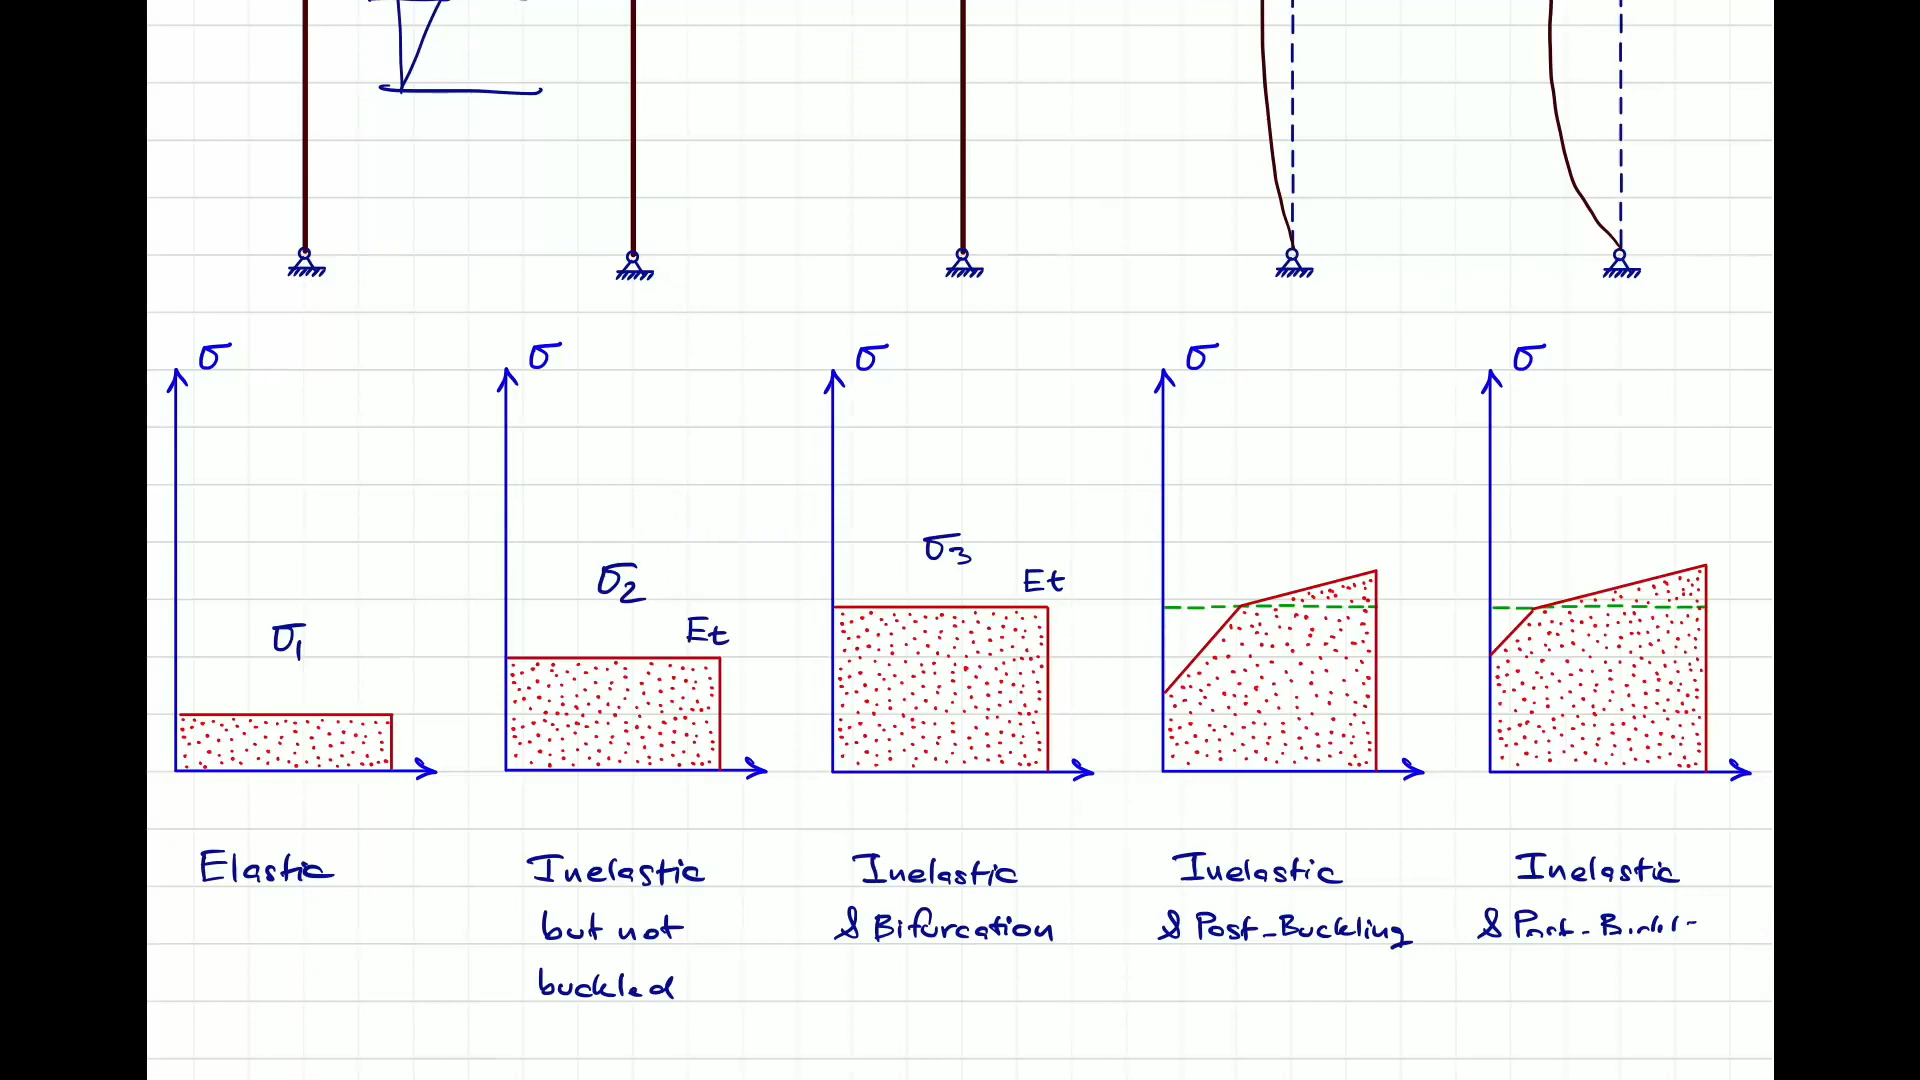 σ σ σ σ σ
σ3
Et
σ2
Et
σ1
Elastic Inelastic Inelastic Inelastic Inelastic
but not & Bifurcation & Post-Buckling &
buckled